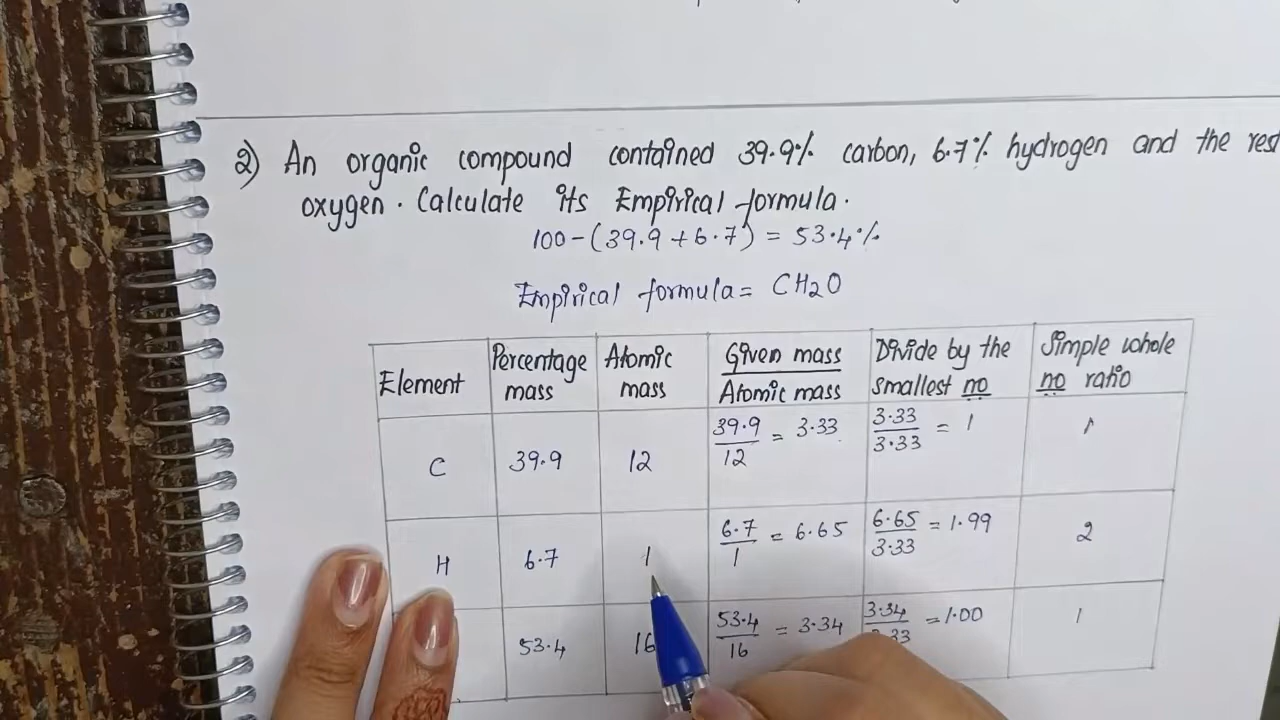 2) An organic compound contained 39.9% carbon, 6.7% hydrogen and the rest
oxygen. Calculate its Empirical formula.
100-(39.9+6.7) = 53.4%
Empirical formula = CH2O
Element | Percentage mass | Atomic mass | Given mass / Atomic mass | Divide by the smallest no | Simple whole no ratio
C | 39.9 | 12 | 39.9/12 = 3.33 | 3.33/3.33 = 1 | 1
H | 6.7 | 1 | 6.7/1 = 6.65 | 6.65/3.33 = 1.99 | 2
53.4 | 16 | 53.4/16 = 3.34 | 3.34/3.33 = 1.00 | 1